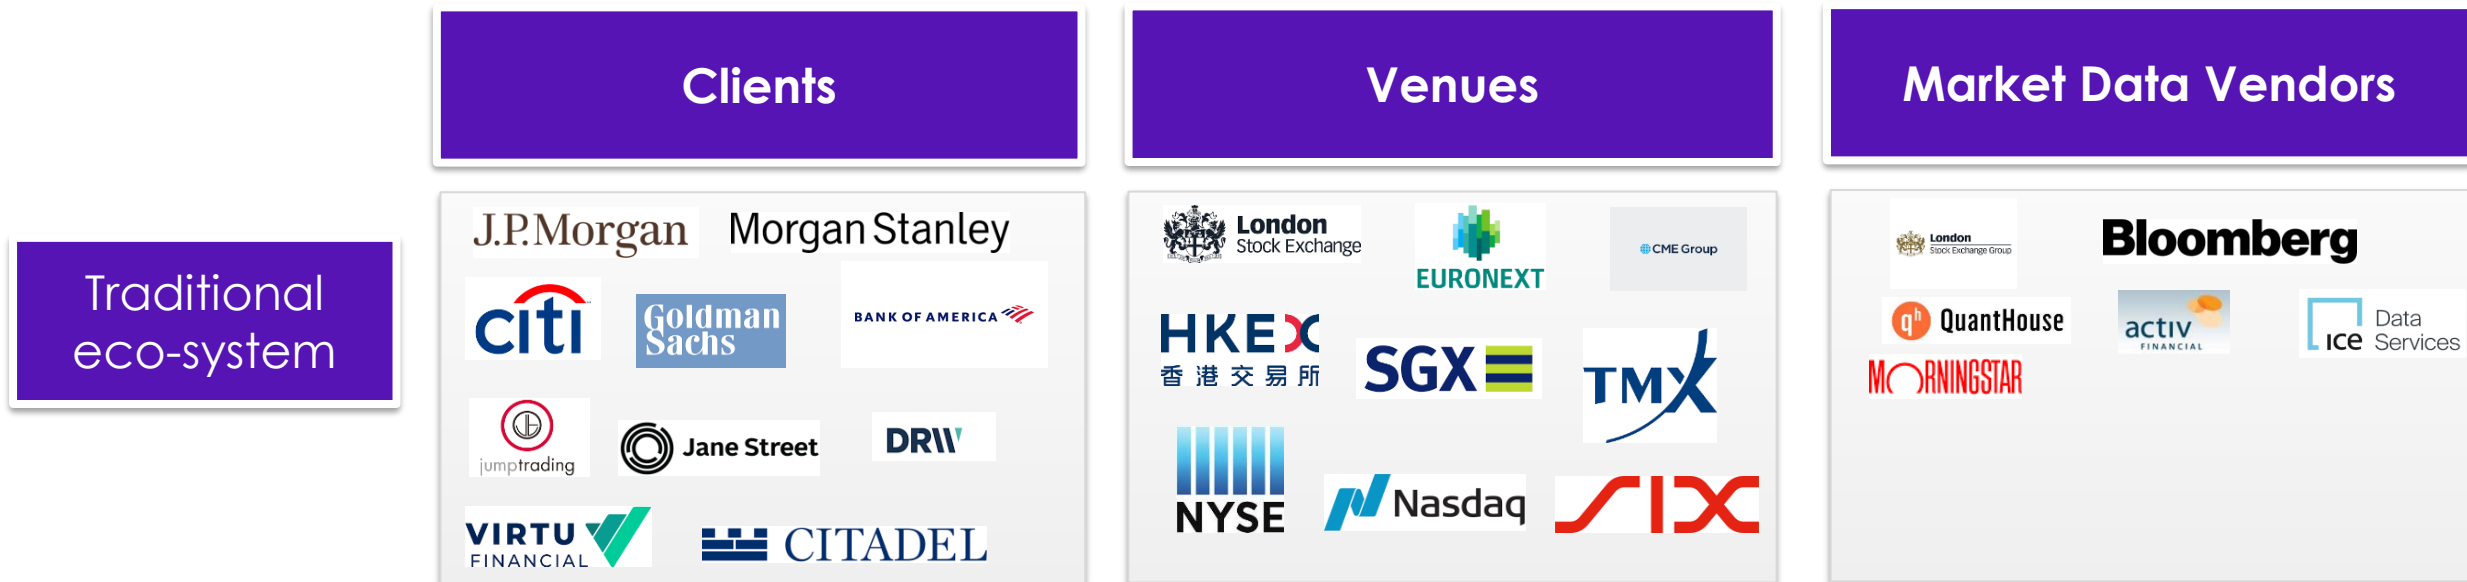 Clients
Venues
Market Data Vendors
Traditional
eco-system
J.P.Morgan
Morgan Stanley
citi
Goldman
Sachs
BANK OF AMERICA
jumptrading
Jane Street
DRW
VIRTU
FINANCIAL
CITADEL
London
Stock Exchange
EURONEXT
CME Group
HKEX
香港交易所
SGX
TMX
NYSE
Nasdaq
SIX
London
Stock Exchange Group
Bloomberg
qh QuantHouse
activ
FINANCIAL
ice Data
Services
MORNINGSTAR